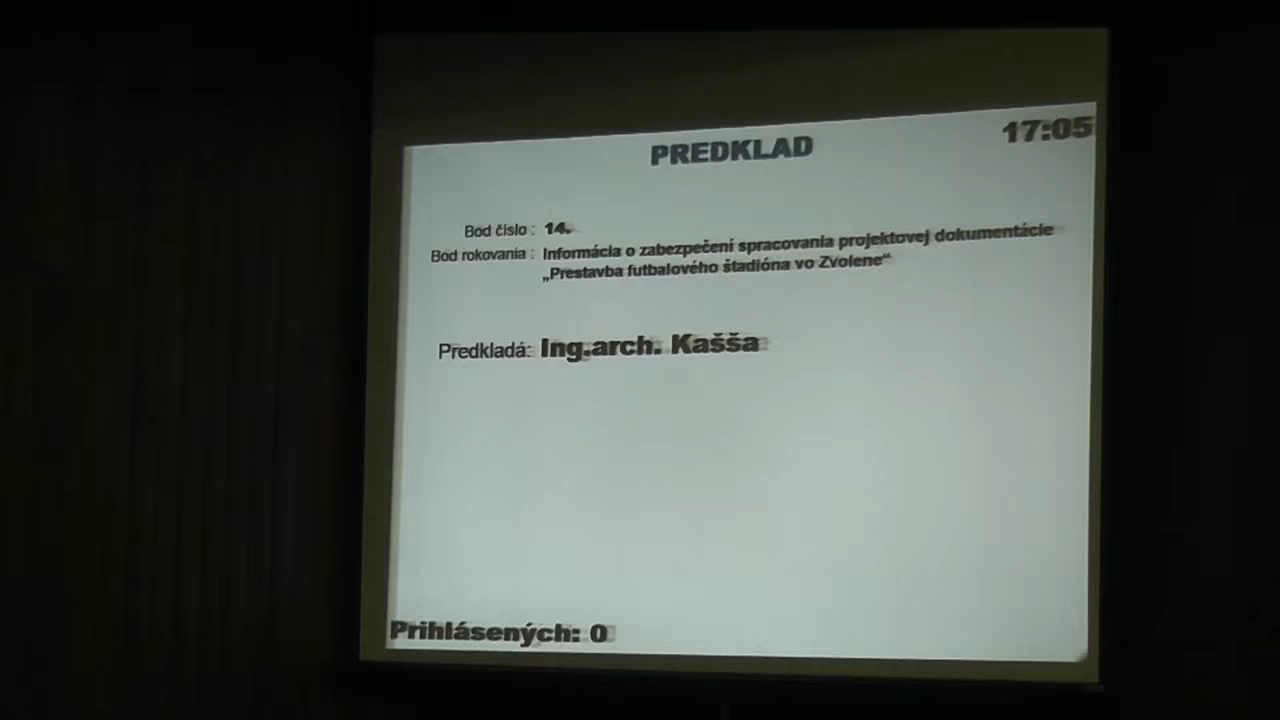 PREDKLAD
17:05
Bod číslo : 14.
Bod rokovania : Informácia o zabezpečení spracovania projektovej dokumentácie
„Prestavba futbalového štadióna vo Zvolene“
Predkladá: Ing.arch. Kašša
Prihlásených: 0